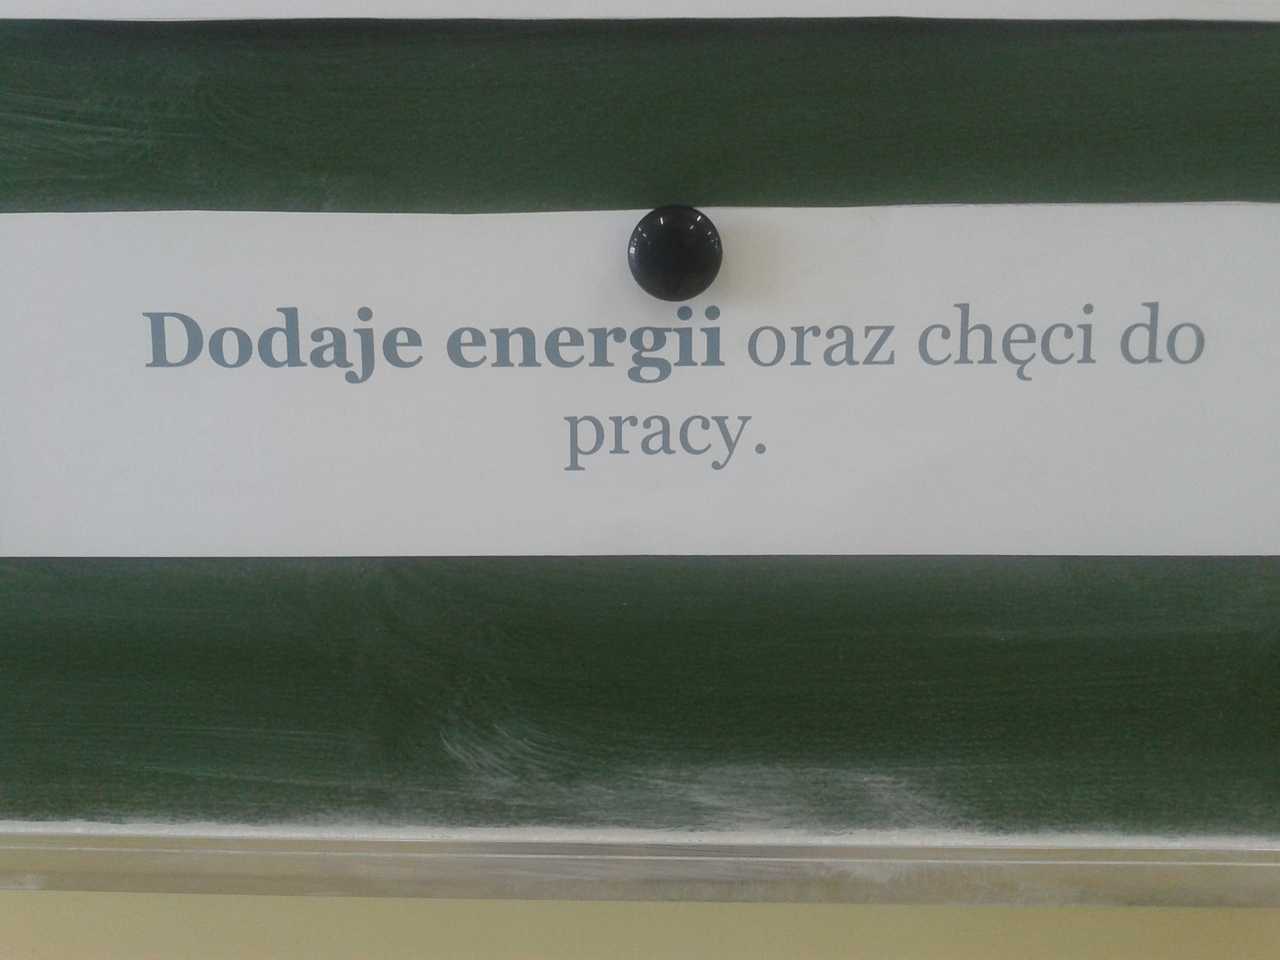 Dodaje energii oraz chęci do
pracy.